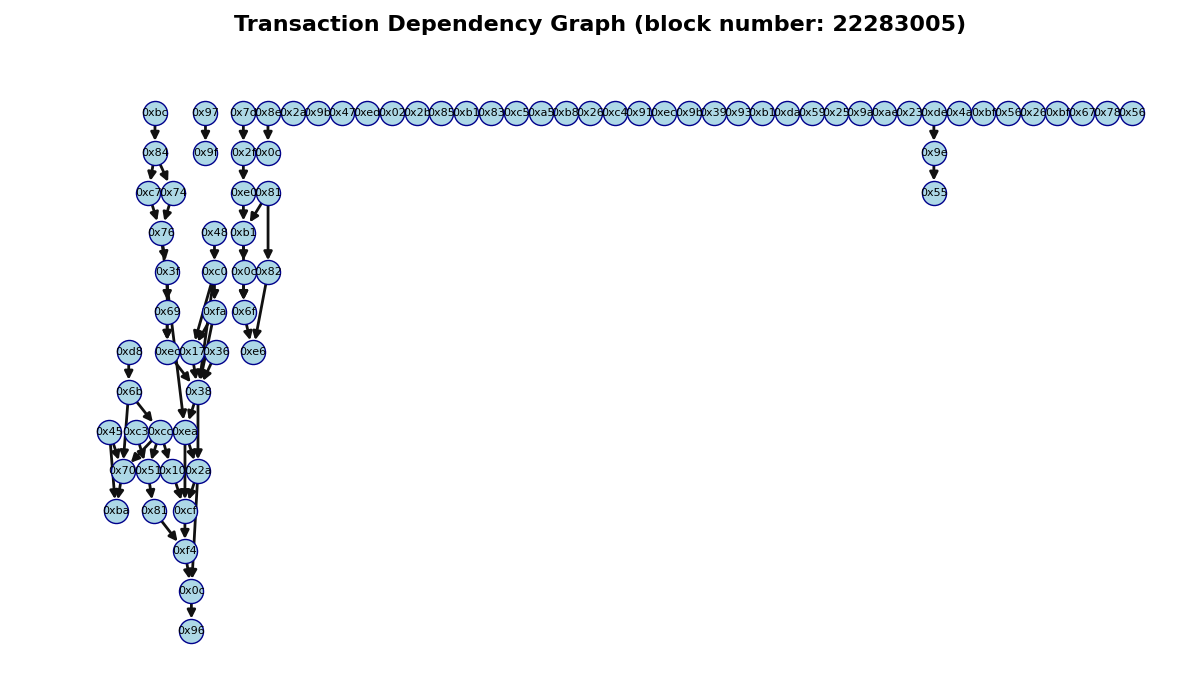 Transaction Dependency Graph (block number: 22283005)
0xbc 0x97 0x7c 0x8e 0x2a 0x9b 0x47 0xed 0x02 0x2b 0x85 0xb1 0x83 0xc5 0xa5 0xb8 0x26 0xc4 0x91 0xec 0x9b 0x39 0x93 0xb1 0xda 0x59 0x25 0x9a 0xae 0x23 0xde 0x4a 0xbf 0x56 0x26 0xbf 0x67 0x78 0x56
0x84 0x9f 0x2f 0x0c 0x9e
0xc7 0x74 0xe0 0x81 0x55
0x76 0x48 0xb1
0x3f 0xc0 0x82
0x69 0xfa 0x6f
0xd8 0x17 0x36 0xe6
0x6b 0x38
0x45 0xc3 0xcc 0xea
0x70 0x51 0x10 0x2a
0xba 0x81 0xcf
0xf4
0x0c
0x96